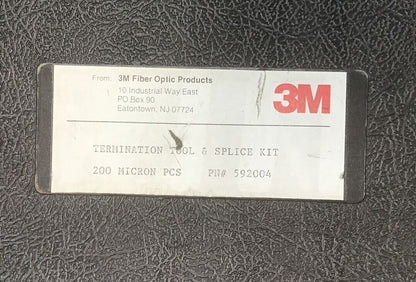 From: 3M Fiber Optic Products
10 Industrial Way East
PO Box 90
Eatontown, NJ 07724
3M
TERMINATION TOOL & SPLICE KIT
200 MICRON PCS PN# 592004